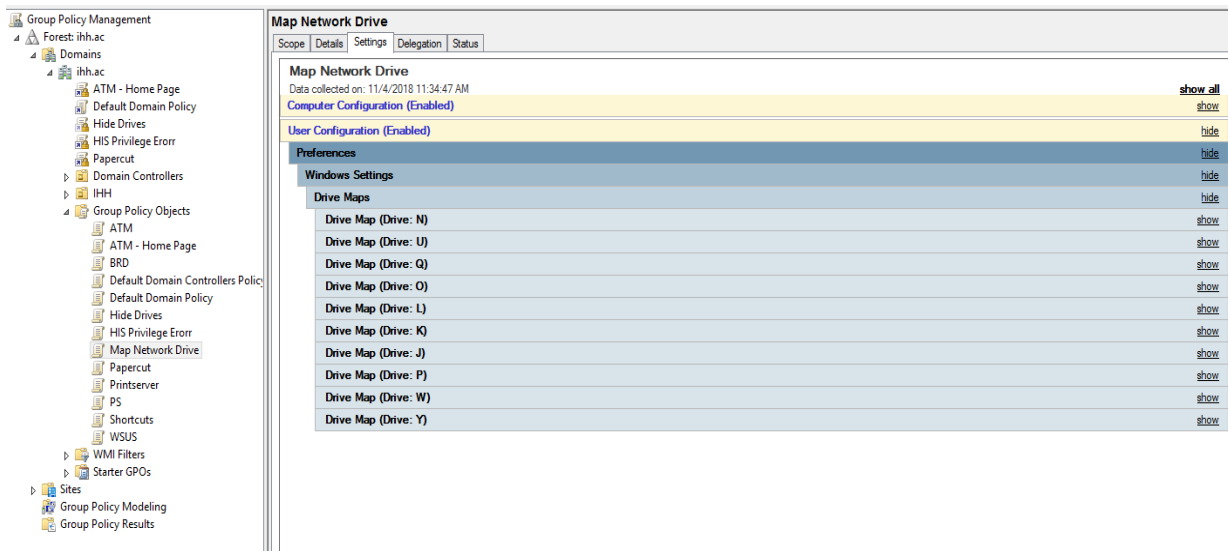 Group Policy Management
Forest: ihh.ac
Domains
ihh.ac
ATM - Home Page
Default Domain Policy
Hide Drives
HIS Privilege Erorr
Papercut
Domain Controllers
IHH
Group Policy Objects
ATM
ATM - Home Page
BRD
Default Domain Controllers Policy
Default Domain Policy
Hide Drives
HIS Privilege Erorr
Map Network Drive
Papercut
Printserver
PS
Shortcuts
WSUS
WMI Filters
Starter GPOs
Sites
Group Policy Modeling
Group Policy Results
Map Network Drive
Scope Details Settings Delegation Status
Map Network Drive
Data collected on: 11/4/2018 11:34:47 AM show all
Computer Configuration (Enabled) show
User Configuration (Enabled) hide
Preferences hide
Windows Settings hide
Drive Maps hide
Drive Map (Drive: N) show
Drive Map (Drive: U) show
Drive Map (Drive: Q) show
Drive Map (Drive: O) show
Drive Map (Drive: L) show
Drive Map (Drive: K) show
Drive Map (Drive: J) show
Drive Map (Drive: P) show
Drive Map (Drive: W) show
Drive Map (Drive: Y) show